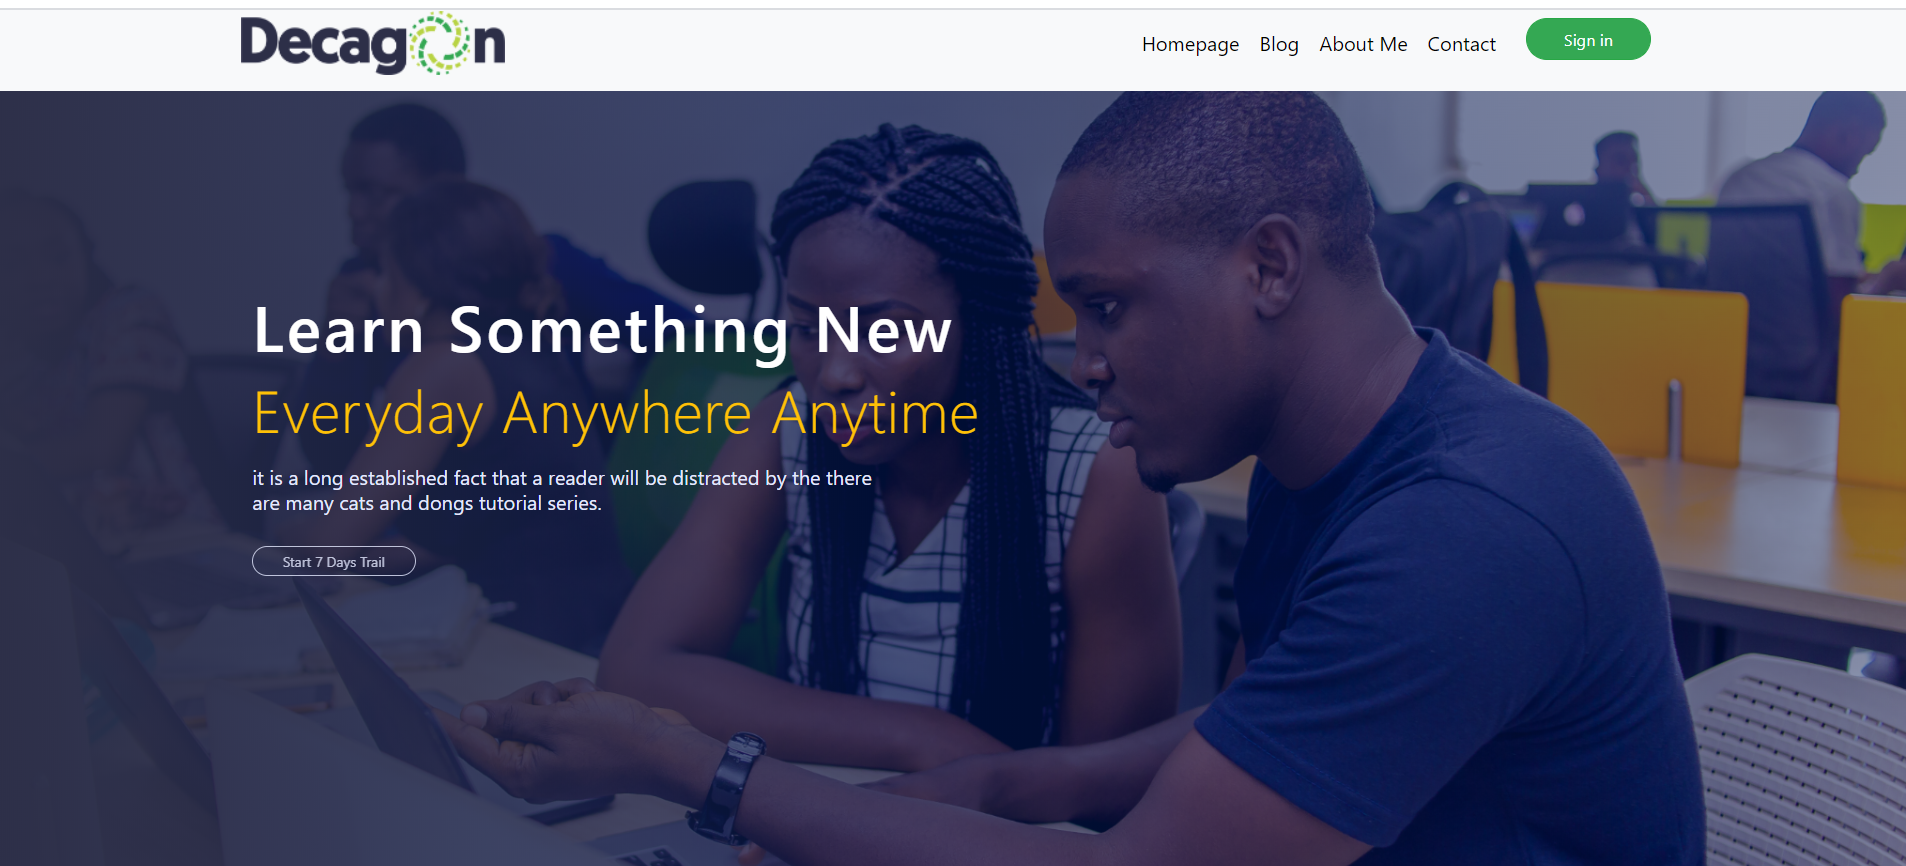 Decagon
Homepage Blog About Me Contact Sign in
Learn Something New
Everyday Anywhere Anytime
it is a long established fact that a reader will be distracted by the there
are many cats and dongs tutorial series.
Start 7 Days Trail